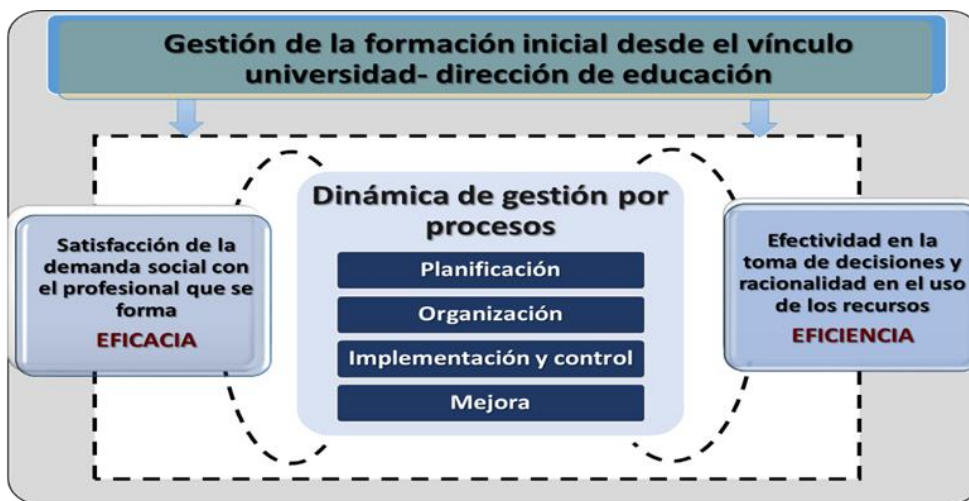 Gestión de la formación inicial desde el vínculo
universidad- dirección de educación
Satisfacción de la
demanda social con
el profesional que se
forma
EFICACIA
Dinámica de gestión por
procesos
Planificación
Organización
Implementación y control
Mejora
Efectividad en la
toma de decisiones y
racionalidad en el uso
de los recursos
EFICIENCIA